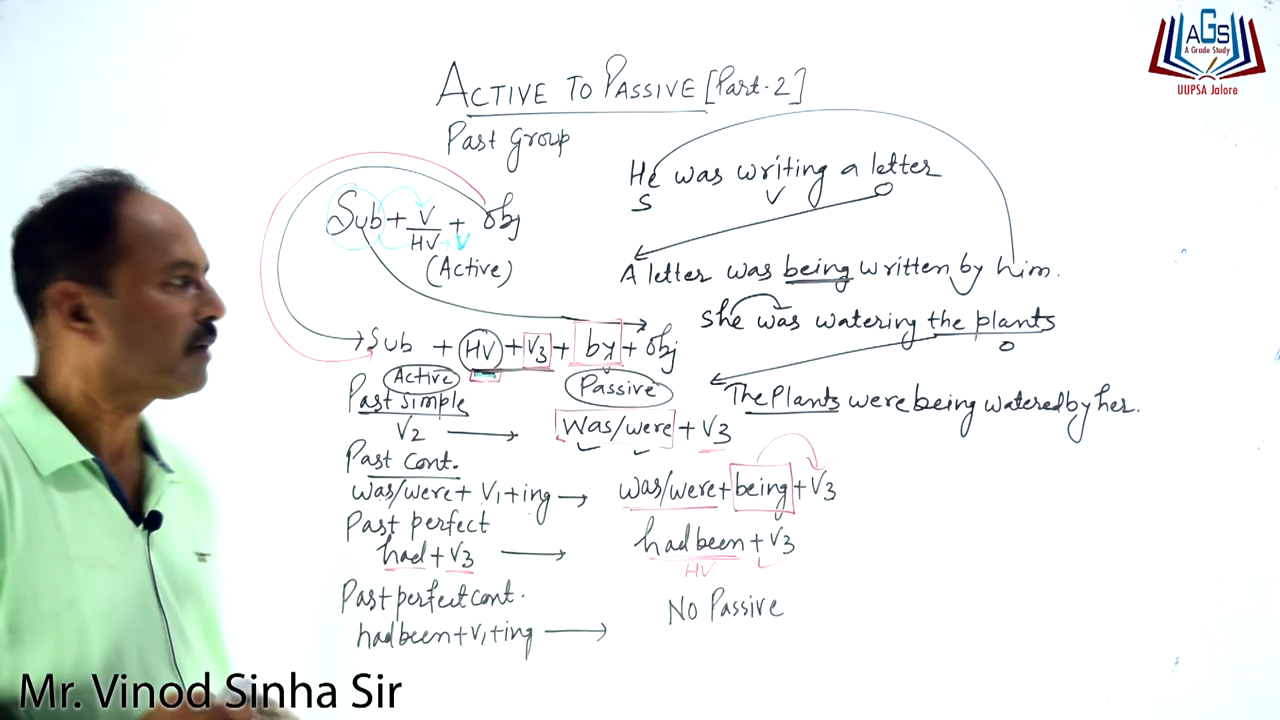 AGS
A Grade Study
UUPSA Jalore
ACTIVE TO PASSIVE [Part-2]
Past Group
Sub + V/HV + V + Obj
(Active)
Sub + HV + V3 + by + Obj
Active Passive
Past simple
V2 → Was/were + V3
Past Cont.
was/were + V1 + ing → was/were + being + V3
Past perfect
had + V3 → had been + V3
HV
Past perfect cont.
had been + V1 + ing → No Passive
He was writing a letter
S V O
A letter was being written by him.
She was watering the plants
O
The Plants were being watered by her.
Mr. Vinod Sinha Sir